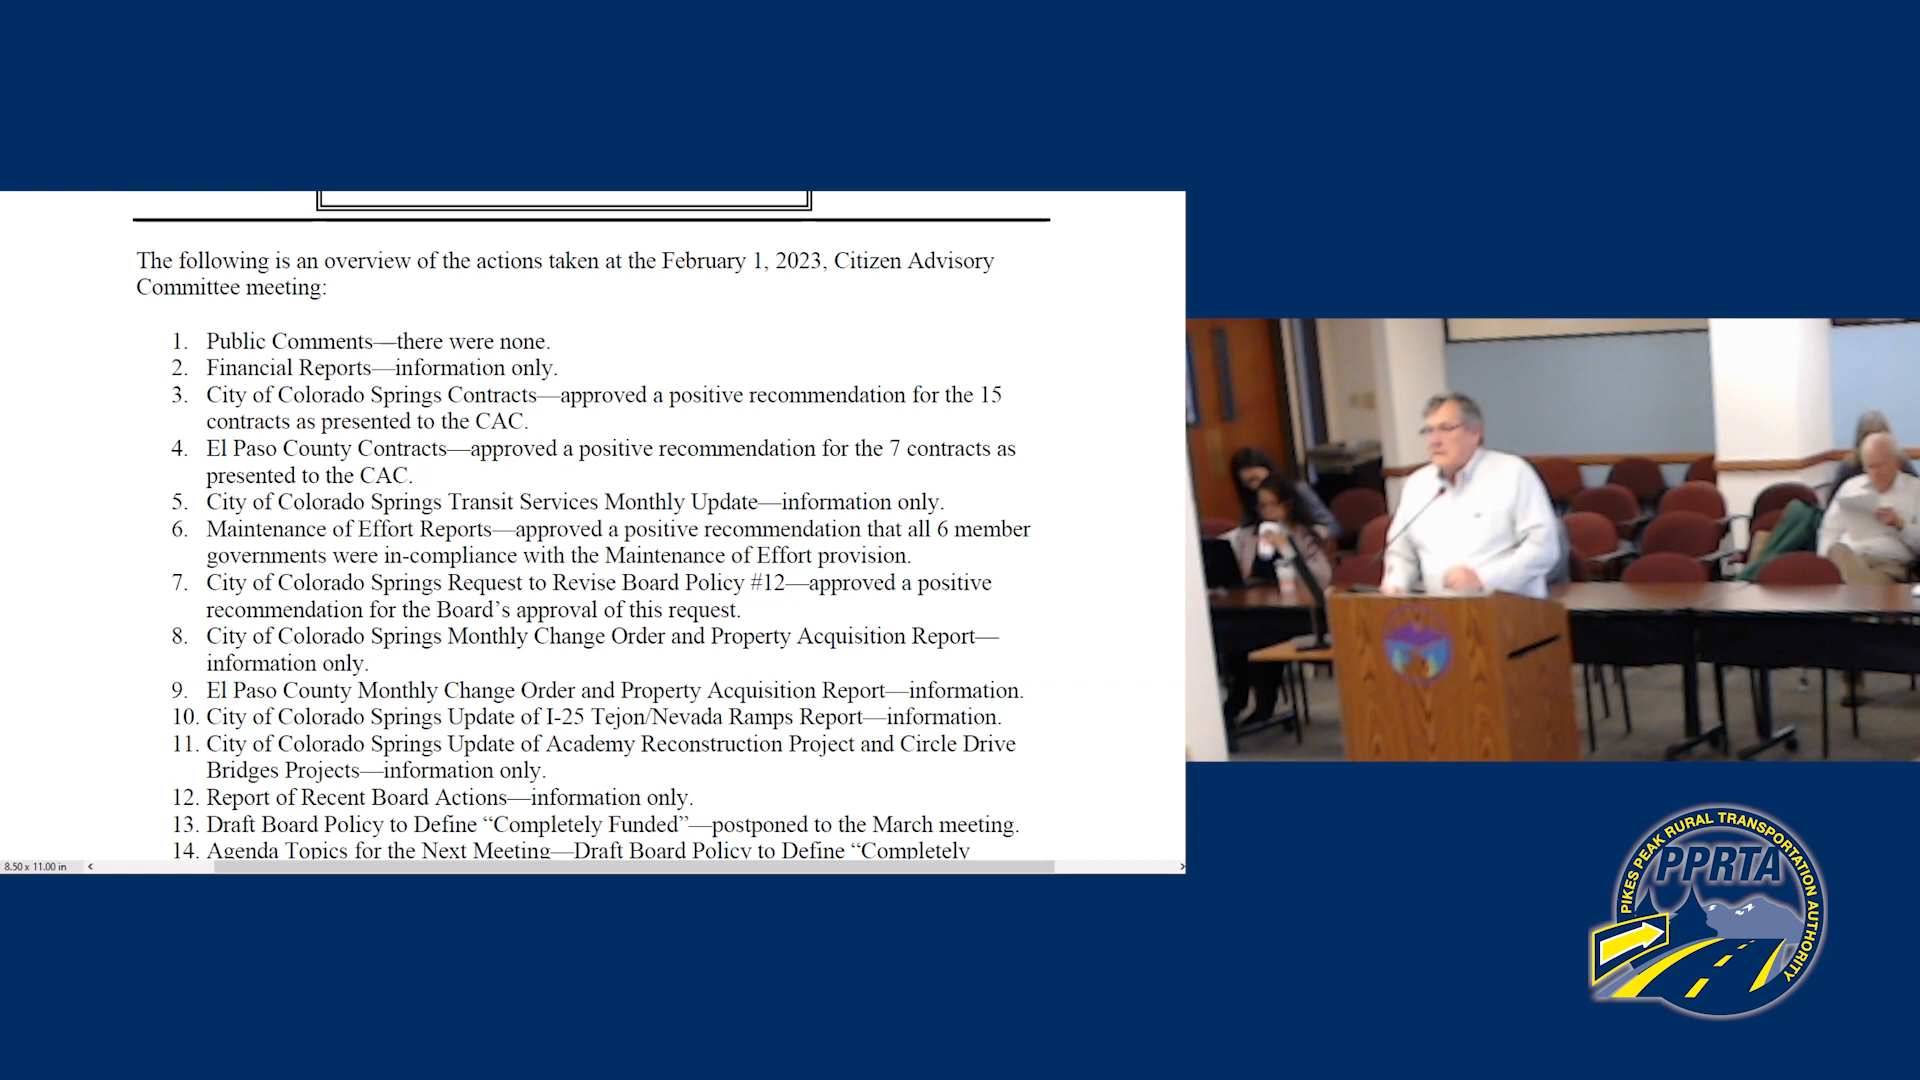 The following is an overview of the actions taken at the February 1, 2023, Citizen Advisory
Committee meeting:
1. Public Comments—there were none.
2. Financial Reports—information only.
3. City of Colorado Springs Contracts—approved a positive recommendation for the 15
contracts as presented to the CAC.
4. El Paso County Contracts—approved a positive recommendation for the 7 contracts as
presented to the CAC.
5. City of Colorado Springs Transit Services Monthly Update—information only.
6. Maintenance of Effort Reports—approved a positive recommendation that all 6 member
governments were in-compliance with the Maintenance of Effort provision.
7. City of Colorado Springs Request to Revise Board Policy #12—approved a positive
recommendation for the Board’s approval of this request.
8. City of Colorado Springs Monthly Change Order and Property Acquisition Report—
information only.
9. El Paso County Monthly Change Order and Property Acquisition Report—information.
10. City of Colorado Springs Update of I-25 Tejon/Nevada Ramps Report—information.
11. City of Colorado Springs Update of Academy Reconstruction Project and Circle Drive
Bridges Projects—information only.
12. Report of Recent Board Actions—information only.
13. Draft Board Policy to Define “Completely Funded”—postponed to the March meeting.
14. Agenda Topics for the Next Meeting—Draft Board Policy to Define “Completely
8.50 x 11.00 in
PIKES PEAK RURAL TRANSPORTATION AUTHORITY
PPRTA